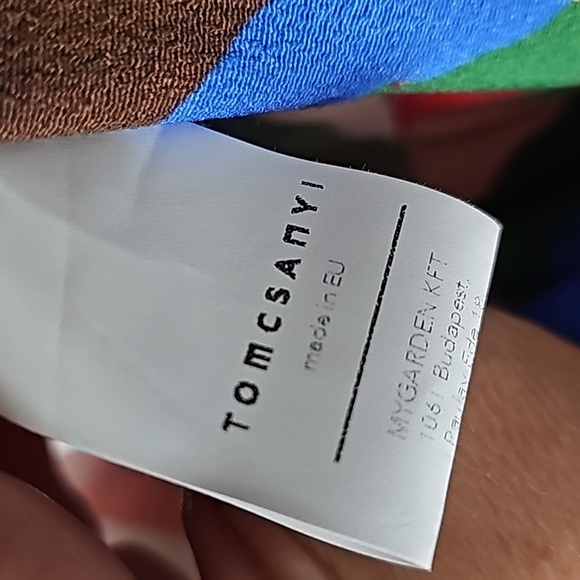 TOMCSANYI
made in EU
MYGARDEN KFT
1061 Budapest,